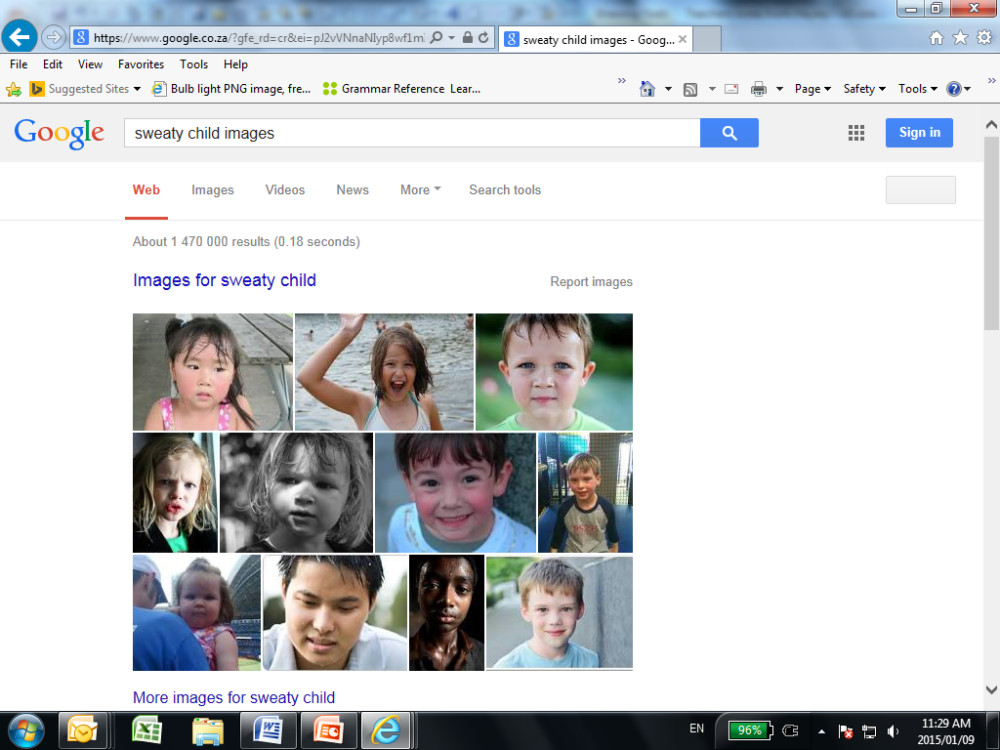 https://www.google.co.za/?gfe_rd=cr&ei=pJ2vVNnaNIyp8wf1m
sweaty child images - Goog...
File Edit View Favorites Tools Help
Suggested Sites Bulb light PNG image, fre... Grammar Reference Lear... Page Safety Tools
Google sweaty child images Sign in
Web Images Videos News More Search tools
About 1 470 000 results (0.18 seconds)
Images for sweaty child Report images
More images for sweaty child
EN 96% 11:29 AM
2015/01/09